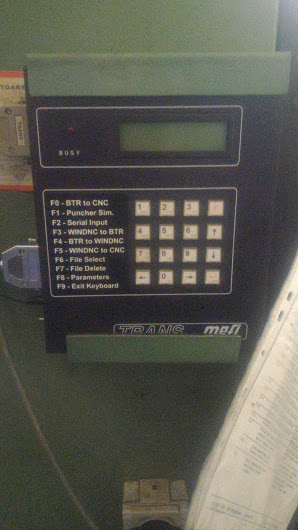 BUSY
F0 - BTR to CNC
F1 - Puncher Sim.
F2 - Serial Input
F3 - WINDNC to BTR
F4 - BTR to WINDNC
F5 - WINDNC to CNC
F6 - File Select
F7 - File Delete
F8 - Parameters
F9 - Exit Keyboard
1 2 3 F
4 5 6 ↑
7 8 9 ↓
← 0 →
TRANS